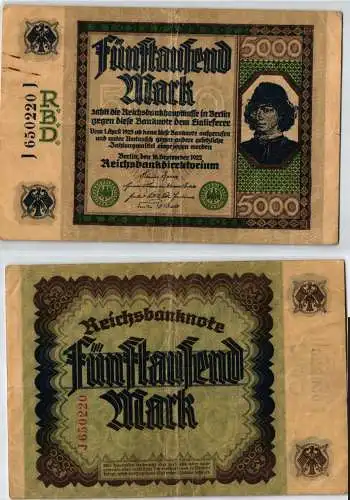 5000
Fünftausend
Mark
zahlt die Reichsbankhauptkasse in Berlin
gegen diese Banknote dem Einlieferer
Vom 1. April 1923 ab kann diese Banknote aufgerufen
und unter Umtausch gegen andere gesetzliche
Zahlungsmittel eingezogen werden
Berlin, den 16. September 1922
Reichsbankdirektorium
5000
J 650220 J
R.B.D.
Reichsbanknote
Fünftausend
Mark
J 650220